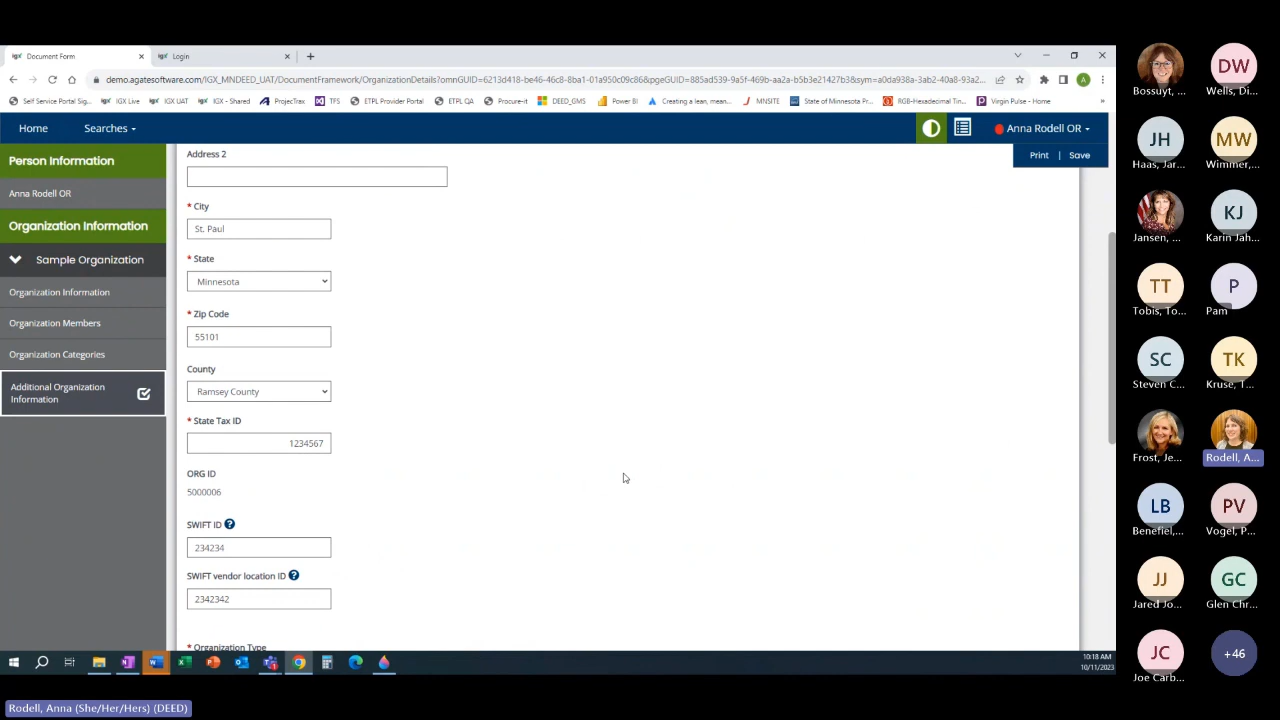 Document Form
Login
demo.agatesoftware.com/IGX_MNDEED_UAT/DocumentFramework/OrganizationDetails?omnGUID=6213d418-be46-46c8-8ba1-01a950c09c86&pgeGUID=885ad539-9a5f-469b-aa2a-b5b3e21427b3&sym=a0da938a-3ab2-40a8-93a2...
Self Service Portal Sig...
IGX Live
IGX UAT
IGX - Shared
ProjecTrax
TFS
ETPL Provider Portal
ETPL QA
Procure-it
DEED_GMS
Power BI
Creating a lean, mean...
MNSITE
State of Minnesota Pr...
RGB-Hexadecimal Tin...
Virgin Pulse - Home
Home
Searches
Anna Rodell OR
Print | Save
Person Information
Anna Rodell OR
Organization Information
Sample Organization
Organization Information
Organization Members
Organization Categories
Additional Organization
Information
Address 2
* City
St. Paul
* State
Minnesota
* Zip Code
55101
County
Ramsey County
* State Tax ID
1234567
ORG ID
5000006
SWIFT ID
234234
SWIFT vendor location ID
2342342
* Organization Type
10:18 AM
10/11/2023
Bossuyt, ...
DW
Wells, Di...
JH
Haas, Jar...
MW
Wimmer,...
Jansen, ...
KJ
Karin Jah...
TT
Tobis, To...
P
Pam
SC
Steven C...
TK
Kruse, T...
Frost, Je...
Rodell, A...
LB
Benefiel,...
PV
Vogel, P...
JJ
Jared Jo...
GC
Glen Chr...
JC
Joe Carb...
+46
Rodell, Anna (She/Her/Hers) (DEED)